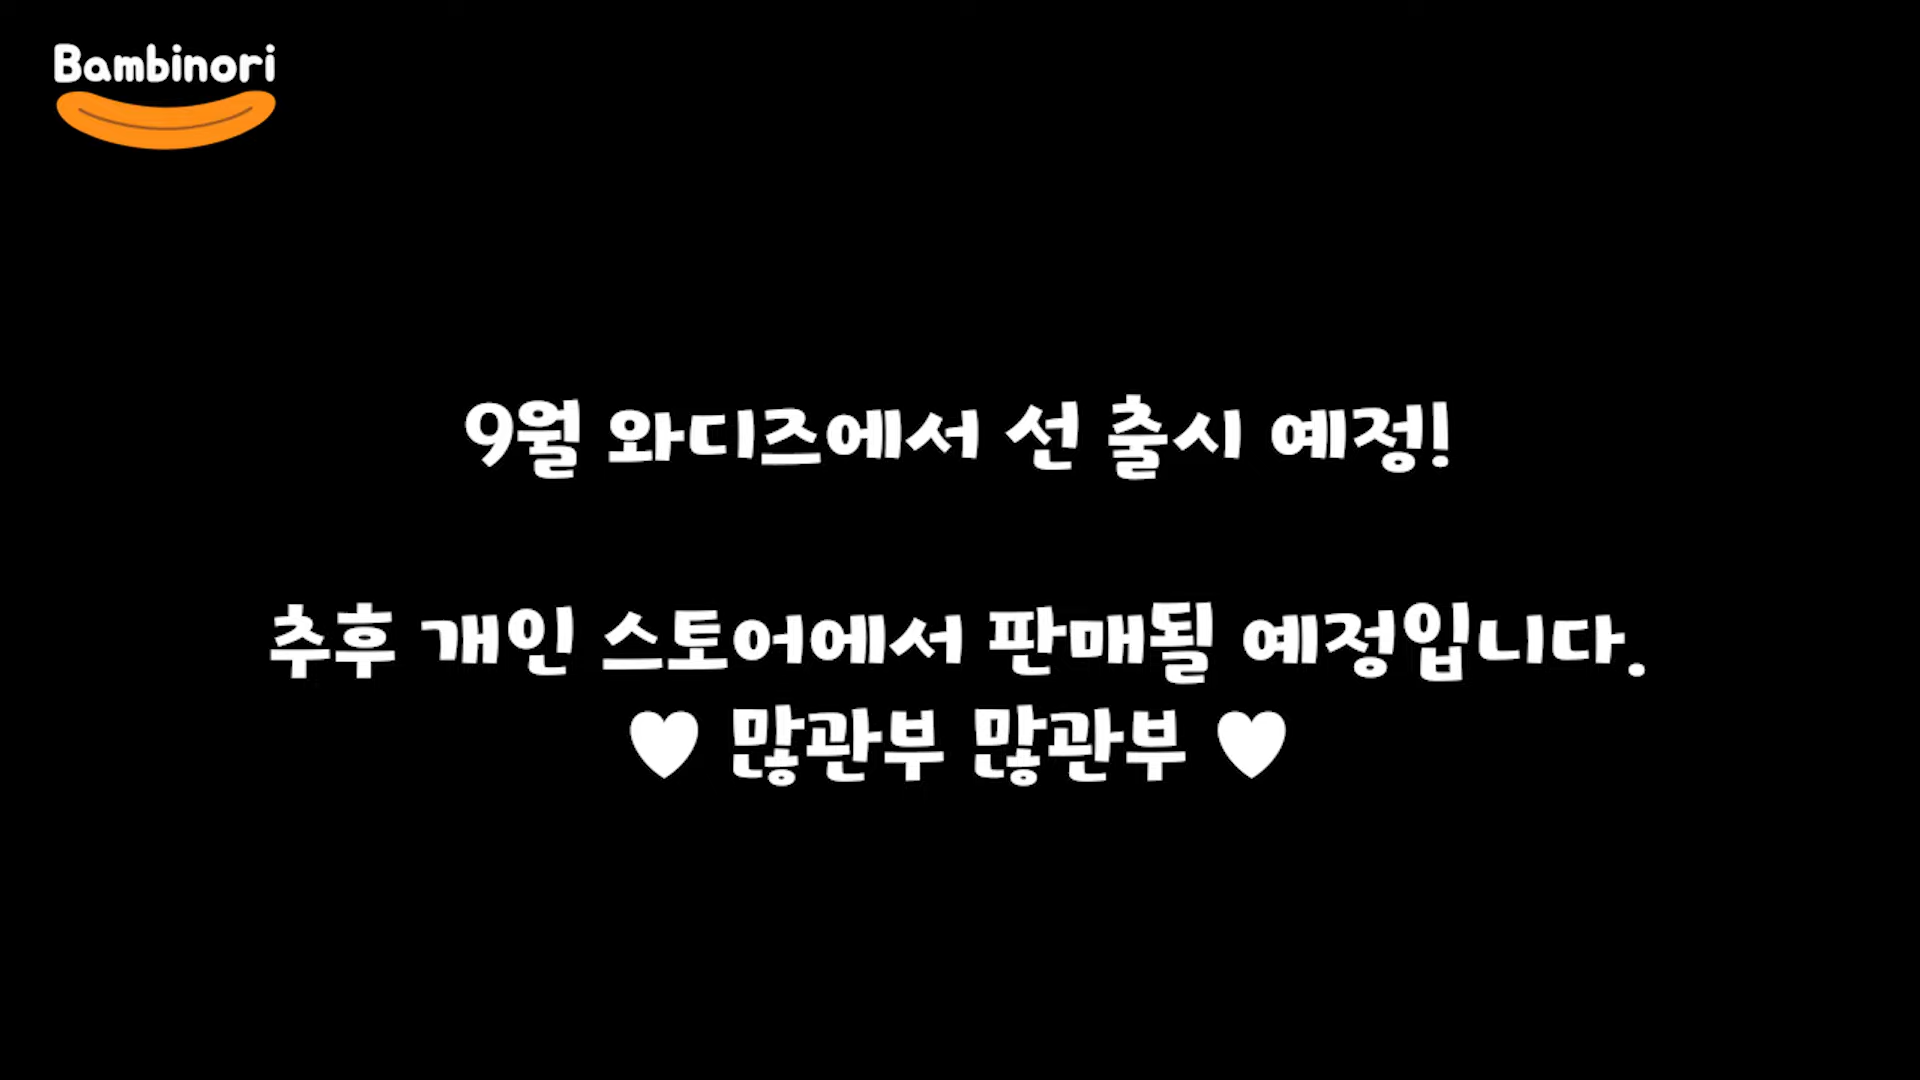 Bambinori
9월 와디즈에서 선 출시 예정!
추후 개인 스토어에서 판매될 예정입니다.
♥ 많관부 많관부 ♥